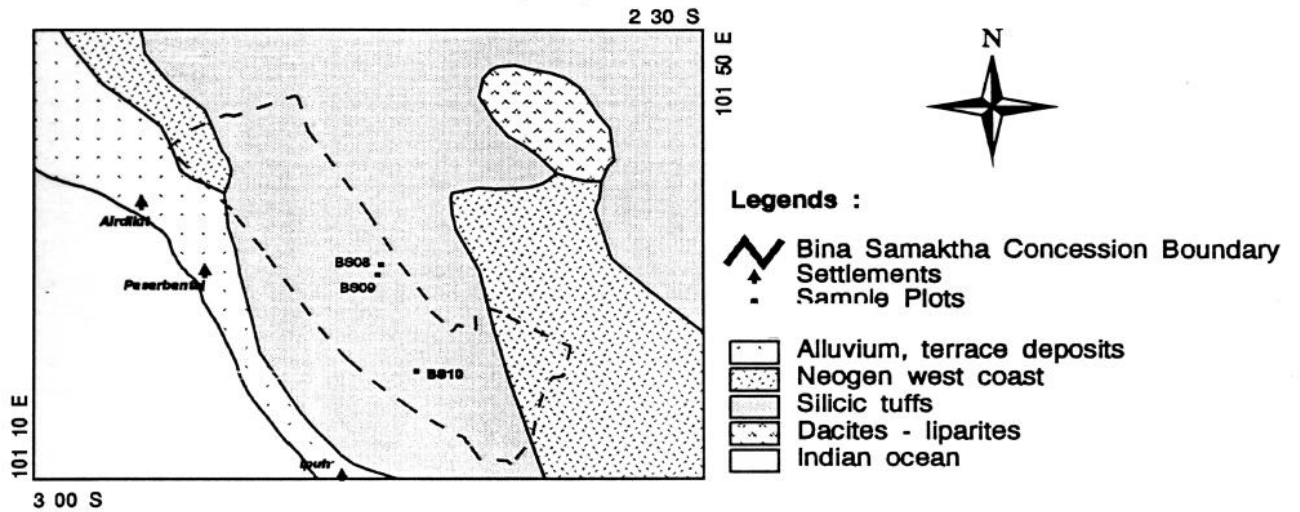 2 30 S
101 50 E
N
Airdikit
BS08
BS09
BS10
101 10 E
3 00 S
Legends :
Bina Samaktha Concession Boundary
Settlements
Sample Plots
Alluvium, terrace deposits
Neogen west coast
Silicic tuffs
Dacites - liparites
Indian ocean